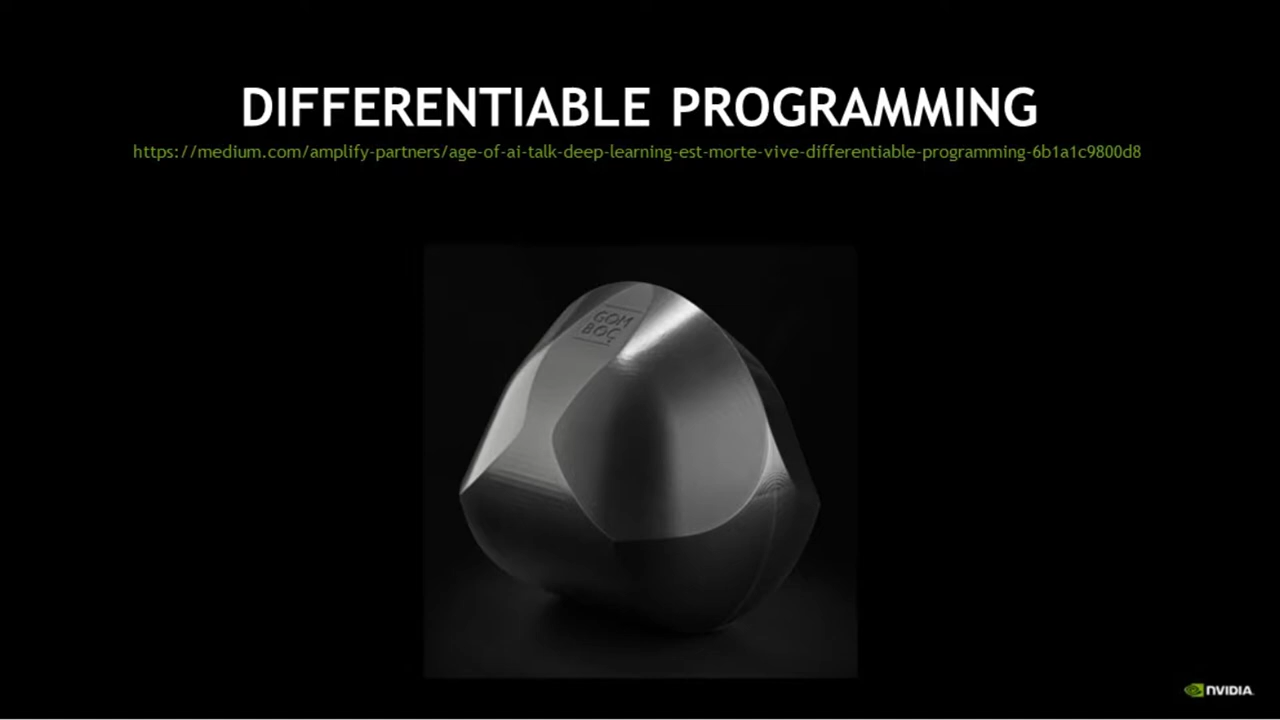 DIFFERENTIABLE PROGRAMMING
https://medium.com/amplify-partners/age-of-ai-talk-deep-learning-est-morte-vive-differentiable-programming-6b1a1c9800d8
GOM
BOC
NVIDIA